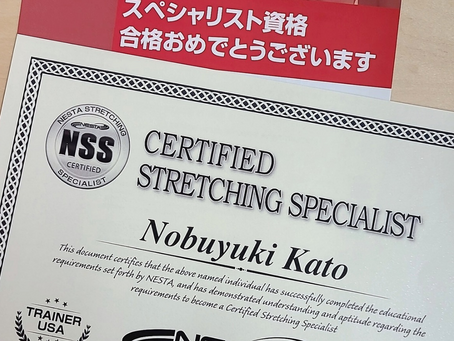 スペシャリスト資格
合格おめでとうございます
NESTA STRETCHING
NESTA
NSS
CERTIFIED
SPECIALIST
CERTIFIED
STRETCHING SPECIALIST
Nobuyuki Kato
This document certifies that the above named individual has successfully completed the educational
requirements set forth by NESTA, and has demonstrated understanding and aptitude regarding the
requirements to become a Certified Stretching Specialist
TRAINER
USA